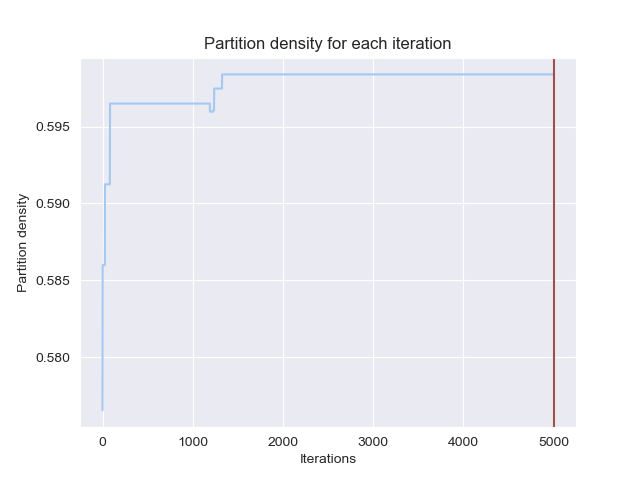 Partition density for each iteration
0.595
0.590
0.585
0.580
Partition density
0 1000 2000 3000 4000 5000
Iterations